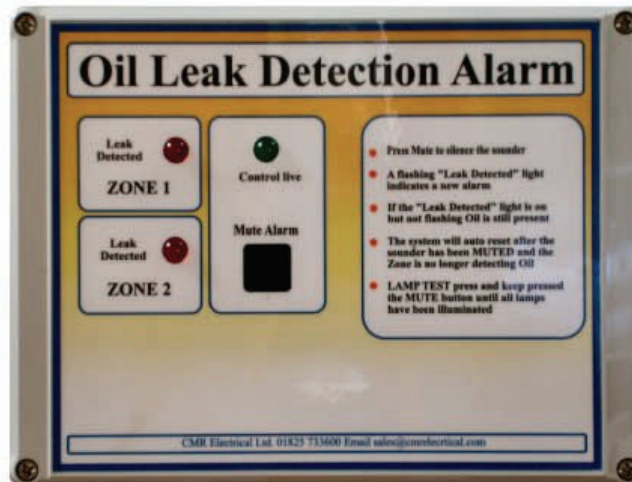 Oil Leak Detection Alarm
Leak
Detected
ZONE 1
Leak
Detected
ZONE 2
Control live
Mute Alarm
Press Mute to silence the sounder
A flashing "Leak Detected" light
indicates a new alarm
If the "Leak Detected" light is on
but not flashing Oil is still present
The system will auto reset after the
sounder has been MUTED and the
Zone is no longer detecting Oil
LAMP TEST press and keep pressed
the MUTE button until all lamps
have been illuminated
CMR Electrical Ltd. 01825 733600 Email sales@cmrelecrtical.com